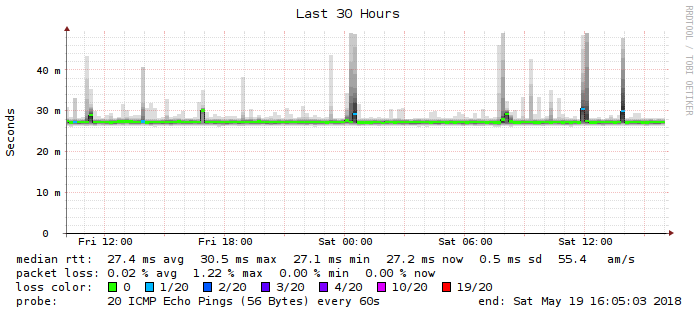 Last 30 Hours
RRDTOOL / TOBI OETIKER
Seconds
40 m
30 m
20 m
10 m
0
Fri 12:00 Fri 18:00 Sat 00:00 Sat 06:00 Sat 12:00
median rtt: 27.4 ms avg 30.5 ms max 27.1 ms min 27.2 ms now 0.5 ms sd 55.4 am/s
packet loss: 0.02 % avg 1.22 % max 0.00 % min 0.00 % now
loss color: 0 1/20 2/20 3/20 4/20 10/20 19/20
probe: 20 ICMP Echo Pings (56 Bytes) every 60s end: Sat May 19 16:05:03 2018